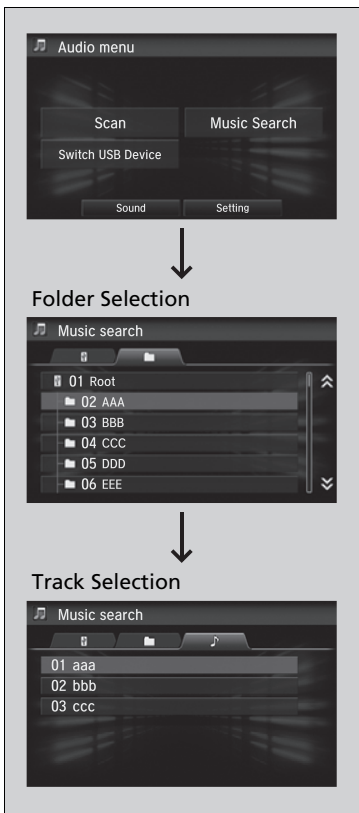 Audio menu
Scan Music Search
Switch USB Device
Sound Setting
Folder Selection
Music search
01 Root
02 AAA
03 BBB
04 CCC
05 DDD
06 EEE
Track Selection
Music search
01 aaa
02 bbb
03 ccc